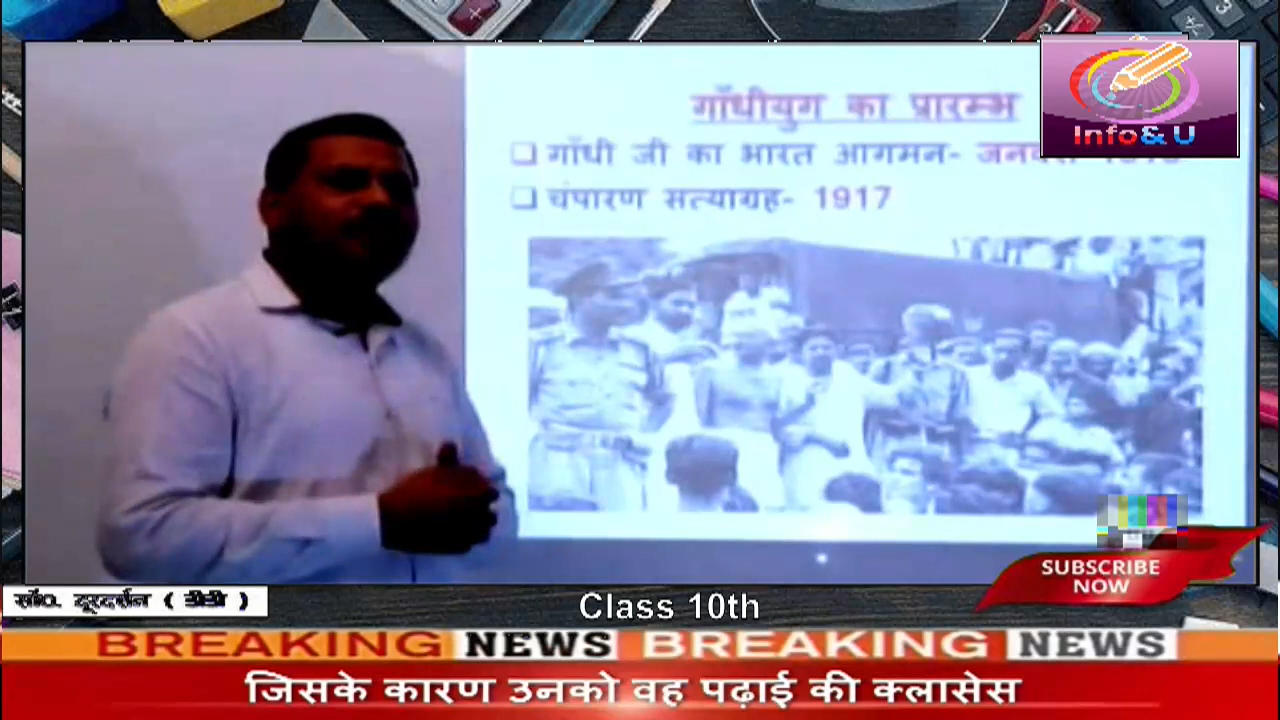 गाँधीयुग का प्रारम्भ
Info&U
❑ गाँधी जी का भारत आगमन-
❑ चंपारण सत्याग्रह- 1917
SUBSCRIBE
NOW
सौ0. दूरदर्शन ( डीडी )
Class 10th
BREAKING NEWS BREAKING NEWS
जिसके कारण उनको वह पढ़ाई की क्लासेस